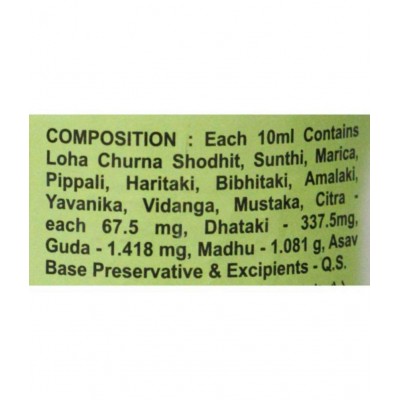 COMPOSITION : Each 10ml Contains
Loha Churna Shodhit, Sunthi, Marica,
Pippali, Haritaki, Bibhitaki, Amalaki,
Yavanika, Vidanga, Mustaka, Citra -
each 67.5 mg, Dhataki - 337.5mg,
Guda - 1.418 mg, Madhu - 1.081 g, Asav
Base Preservative & Excipients - Q.S.